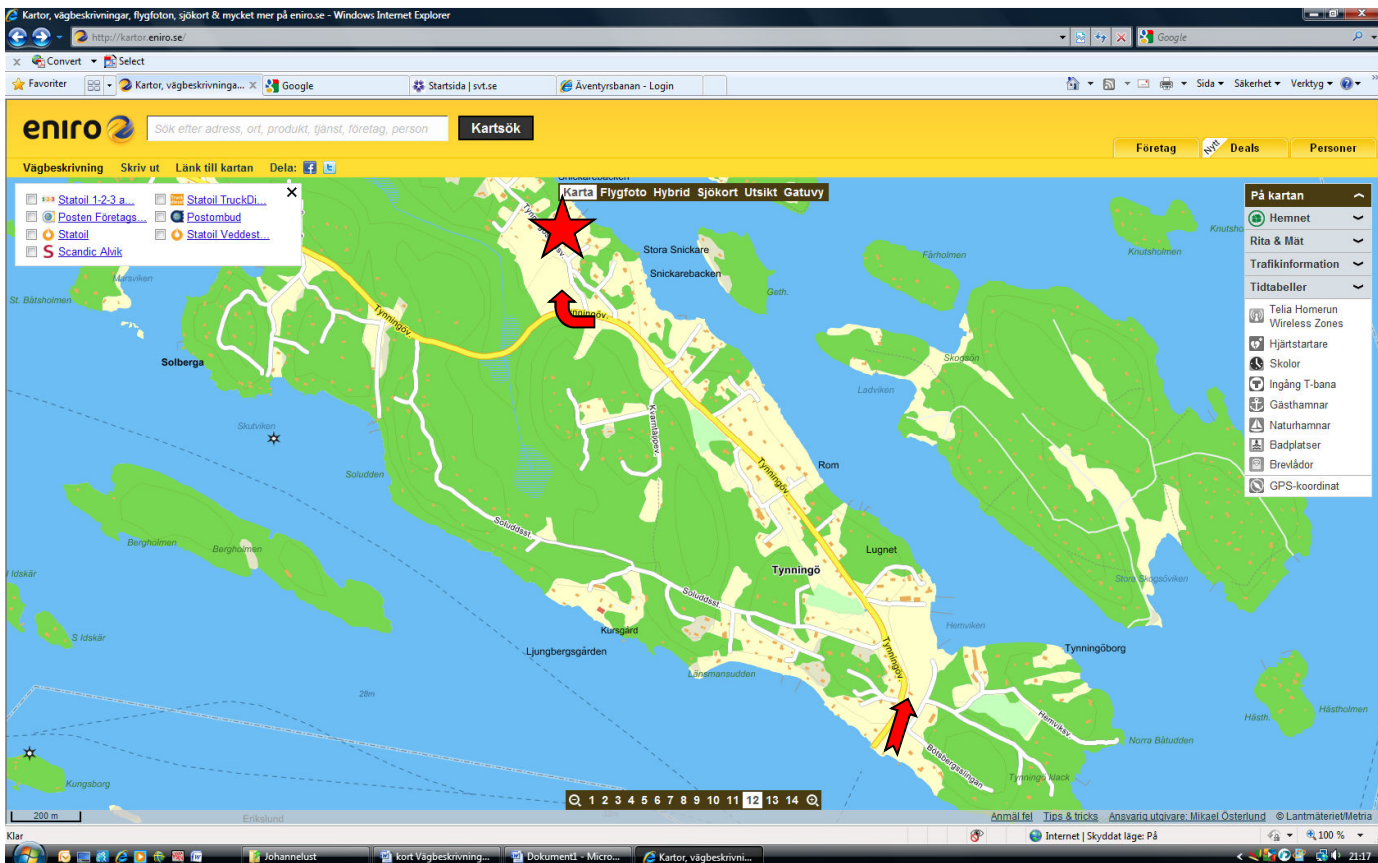 Kartor, vägbeskrivningar, flygfoton, sjökort & mycket mer på eniro.se - Windows Internet Explorer
http://kartor.eniro.se/
Google
x Convert Select
Favoriter
Kartor, vägbeskrivninga... X
Google
Startsida | svt.se
Äventyrsbanan - Login
Sida
Säkerhet
Verktyg
eniro
Sök efter adress, ort, produkt, tjänst, företag, person
Kartsök
Företag
Nytt
Deals
Personer
Vägbeskrivning Skriv ut Länk till kartan Dela:
Karta Flygfoto Hybrid Sjökort Utsikt Gatuvy
Statoil 1-2-3 a...
Statoil TruckDi...
Posten Företags...
Postombud
Statoil
Statoil Veddest...
Scandic Alvik
På kartan
Hemnet
Rita & Mät
Trafikinformation
Tidtabeller
Telia Homerun
Wireless Zones
Hjärtstartare
Skolor
Ingång T-bana
Gästhamnar
Naturhamnar
Badplatser
Brevlådor
GPS-koordinat
Stora Snickare
Snickarebacken
Geth.
Fårholmen
Knutsholmen
Marsviken
St. Båtsholmen
Tynningöv.
Solberga
Skogsön
Ladviken
Kvarntäppev.
Skutviken
Soludden
Tynningöv.
Rom
Soluddsst.
Bergholmen
Bergholmen
Lugnet
Tynningö
Stora Skogsöviken
Soluddsst.
Hemviken
S Idskär
Kursgård
Ljungbergsgården
Länsmansudden
Tynningöv.
Tynningöborg
28m
Hemviksv.
Hästh.
Hästholmen
Norra Båtudden
Botsbergsslingan
Tynningö klack
Kungsborg
1 2 3 4 5 6 7 8 9 10 11 12 13 14
200 m
Erikslund
Anmäl fel Tips & tricks Ansvarig utgivare: Mikael Österlund © Lantmäteriet/Metria
Klar
Internet | Skyddat läge: På
100 %
Johannelust
kort Vägbeskrivning...
Dokument1 - Micro...
Kartor, vägbeskrivni...
21:17